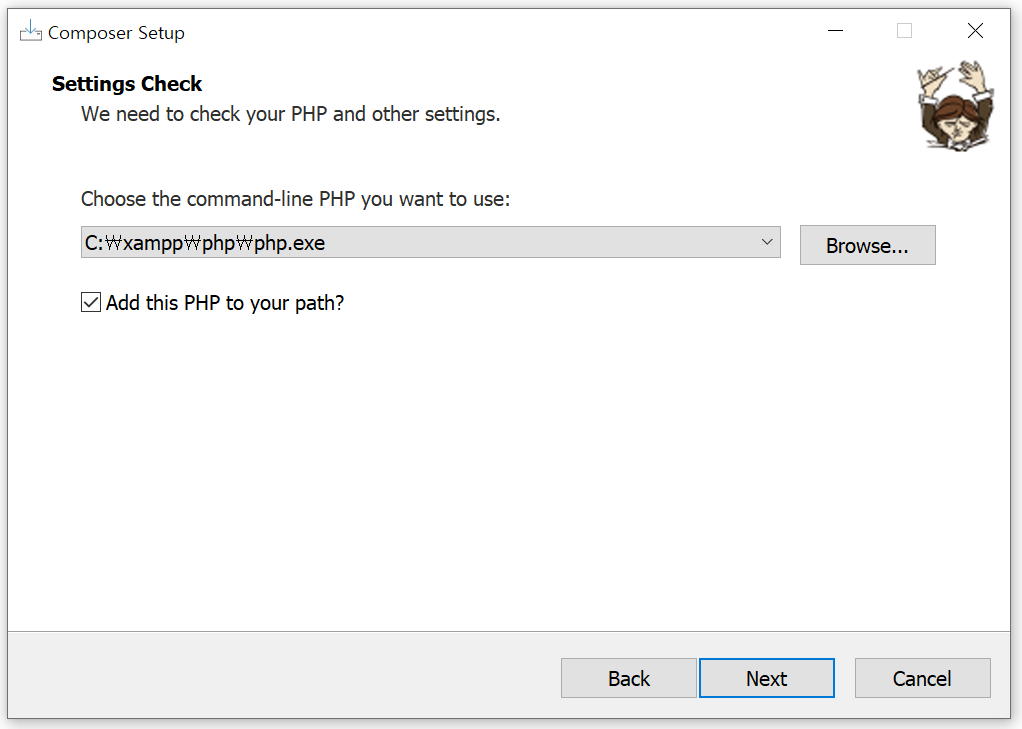 Composer Setup
Settings Check
We need to check your PHP and other settings.
Choose the command-line PHP you want to use:
C:₩xampp₩php₩php.exe
Browse...
Add this PHP to your path?
Back
Next
Cancel